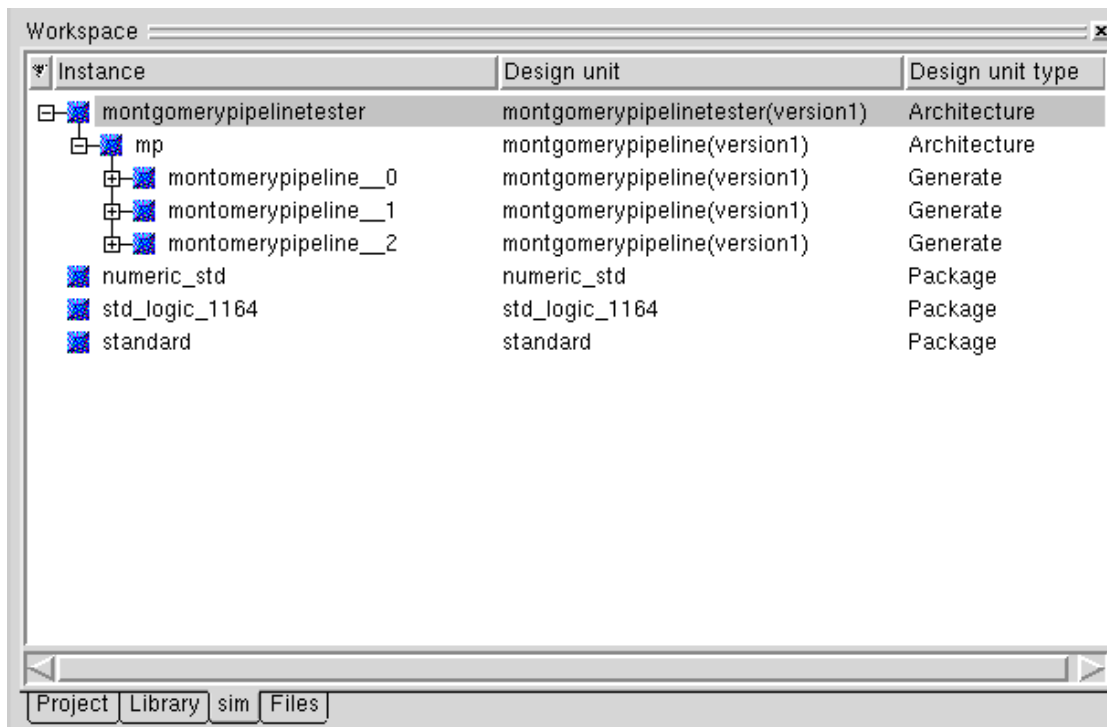 Workspace
Instance Design unit Design unit type
montgomerypipelinetester montgomerypipelinetester(version1) Architecture
mp montgomerypipeline(version1) Architecture
montomerypipeline__0 montgomerypipeline(version1) Generate
montomerypipeline__1 montgomerypipeline(version1) Generate
montomerypipeline__2 montgomerypipeline(version1) Generate
numeric_std numeric_std Package
std_logic_1164 std_logic_1164 Package
standard standard Package
Project Library sim Files